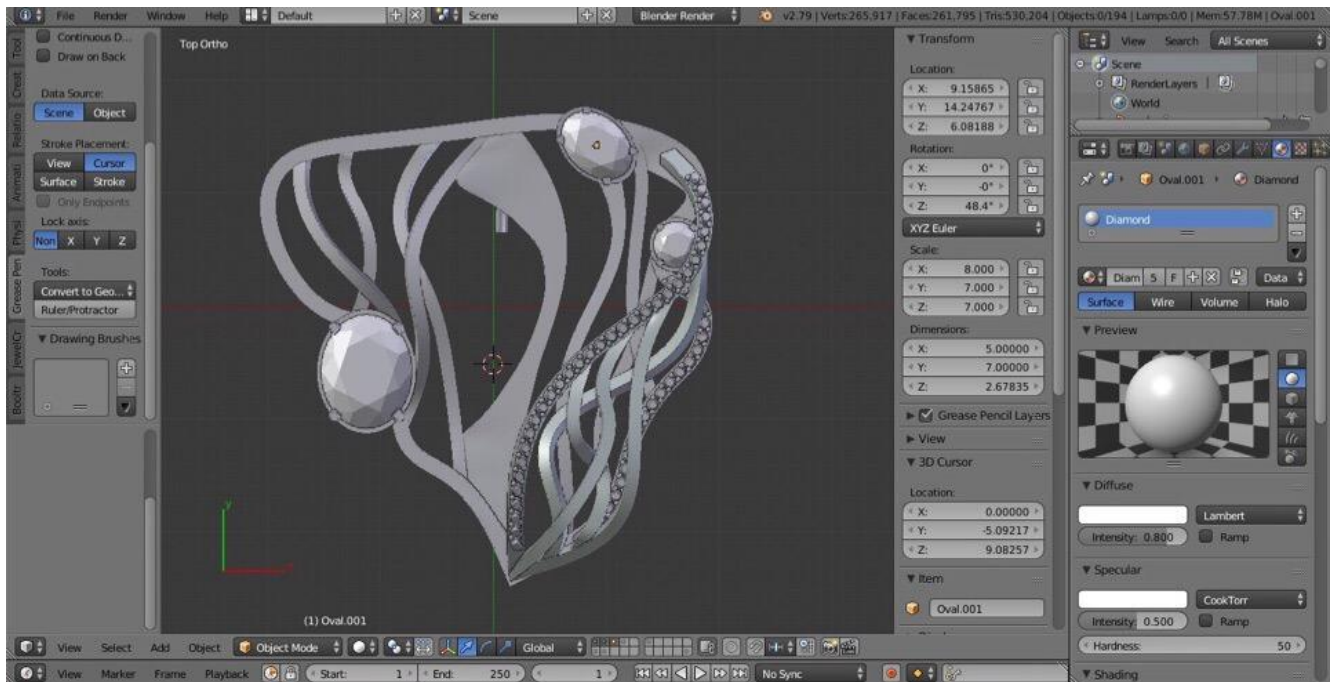 File Render Window Help Default Scene Blender Render v2.79 | Verts:265,917 | Faces:261,795 | Tris:530,204 | Objects:0/194 | Lamps:0/0 | Mem:57.78M | Oval.001
Continuous D...
Draw on Back
Data Source:
Scene Object
Stroke Placement:
View Cursor
Surface Stroke
Only Endpoints
Lock axis:
Non X Y Z
Tools:
Convert to Geo...
Ruler/Protractor
Drawing Brushes
Tool
Creat
Relatio
Animati
Physi
Grease Pen
JewelCr
Top Ortho
y
(1) Oval.001
Transform
Location:
X: 9.15865
Y: 14.24767
Z: 6.08188
Rotation:
X: 0°
Y: -0°
Z: 48.4°
XYZ Euler
Scale:
X: 8.000
Y: 7.000
Z: 7.000
Dimensions:
X: 5.00000
Y: 7.00000
Z: 2.67835
Grease Pencil Layers
View
3D Cursor
Location:
X: 0.00000
Y: -5.09217
Z: 9.08257
Item
Oval.001
View Search All Scenes
Scene
RenderLayers
World
Oval.001 Diamond
Diamond
Diam 5 F Data
Surface Wire Volume Halo
Preview
Diffuse
Lambert
Intensity: 0.800 Ramp
Specular
CookTorr
Intensity: 0.500 Ramp
Hardness: 50
Shading
View Select Add Object Object Mode Global
View Marker Frame Playback Start: 1 End: 250 1 No Sync